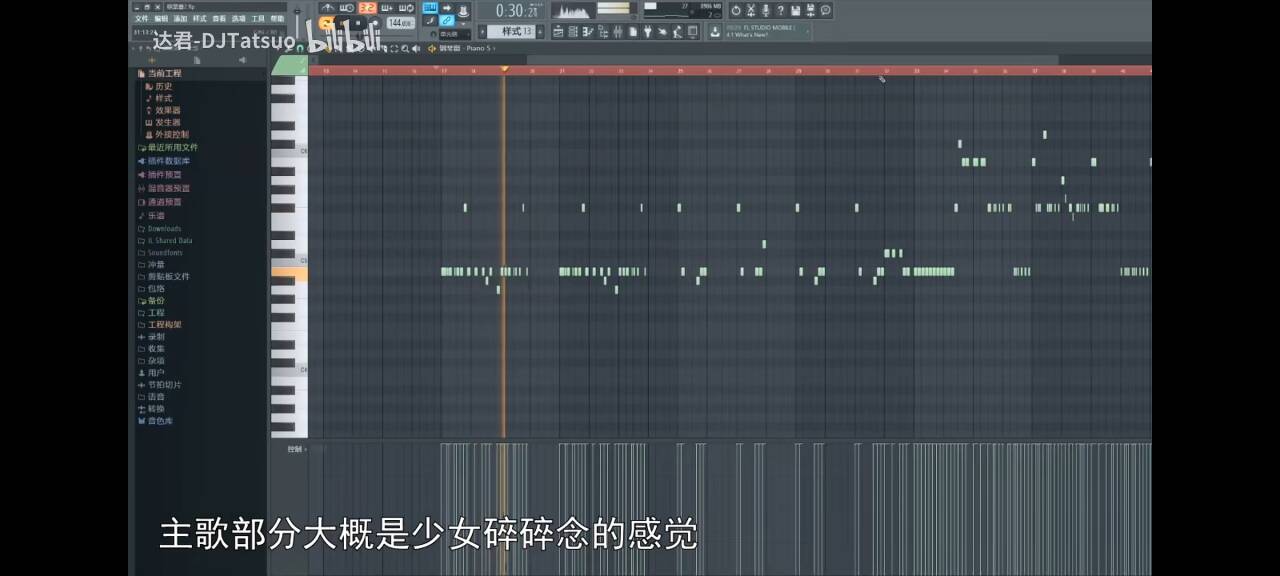 文件 编辑 添加 样式 查看 选项 工具 帮助
3:2
144.000
0:30:21
样式 13
FL STUDIO MOBILE
4.1 What's New?
达君-DJTatsuo bilibili
钢琴窗 - Piano 5
当前工程
历史
样式
效果器
发生器
外接控制
最近所用文件
插件数据库
插件预置
混音器预置
通道预置
乐谱
Downloads
IL Shared Data
Soundfonts
冲量
剪贴板文件
包络
备份
工程
工程构架
录制
收集
杂项
用户
节拍切片
语音
转换
音色库
控制
主歌部分大概是少女碎碎念的感觉